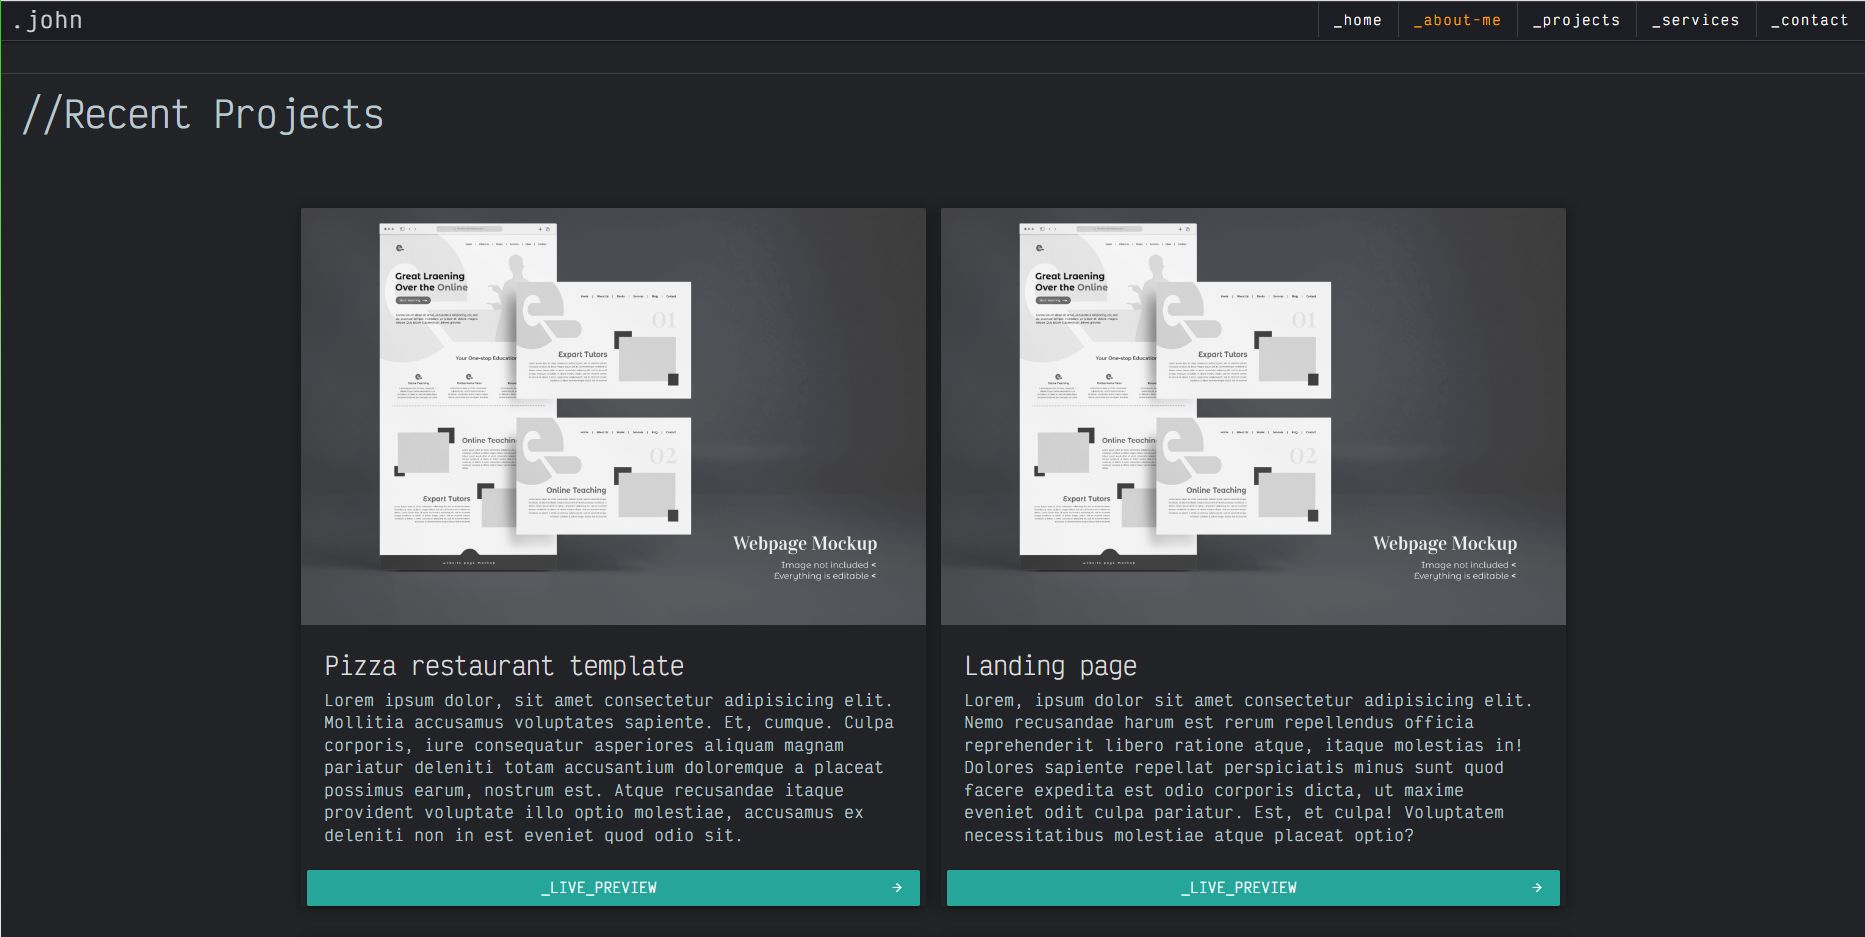 .john
_home
_about-me
_projects
_services
_contact
//Recent Projects
Great Lraening
Over the Online
Your One-stop Education
Online Teaching
Expart Tutors
Expart Tutors
01
Online Teaching
02
Webpage Mockup
Image not included <
Everything is editable <
Great Lraening
Over the Online
Online Teaching
Expart Tutors
Expart Tutors
01
Online Teaching
02
Webpage Mockup
Image not included <
Everything is editable <
Pizza restaurant template
Lorem ipsum dolor, sit amet consectetur adipisicing elit.
Mollitia accusamus voluptates sapiente. Et, cumque. Culpa
corporis, iure consequatur asperiores aliquam magnam
pariatur deleniti totam accusantium doloremque a placeat
possimus earum, nostrum est. Atque recusandae itaque
provident voluptate illo optio molestiae, accusamus ex
deleniti non in est eveniet quod odio sit.
_LIVE_PREVIEW
Landing page
Lorem, ipsum dolor sit amet consectetur adipisicing elit.
Nemo recusandae harum est rerum repellendus officia
reprehenderit libero ratione atque, itaque molestias in!
Dolores sapiente repellat perspiciatis minus sunt quod
facere expedita est odio corporis dicta, ut maxime
eveniet odit culpa pariatur. Est, et culpa! Voluptatem
necessitatibus molestiae atque placeat optio?
_LIVE_PREVIEW